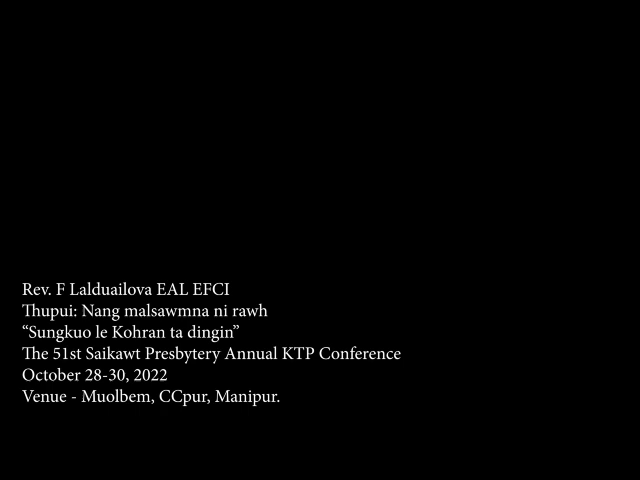 Rev. F Lalduailova EAL EFCI
Thupui: Nang malsawmna ni rawh
“Sungkuo le Kohran ta dingin”
The 51st Saikawt Presbytery Annual KTP Conference
October 28-30, 2022
Venue - Muolbem, CCpur, Manipur.